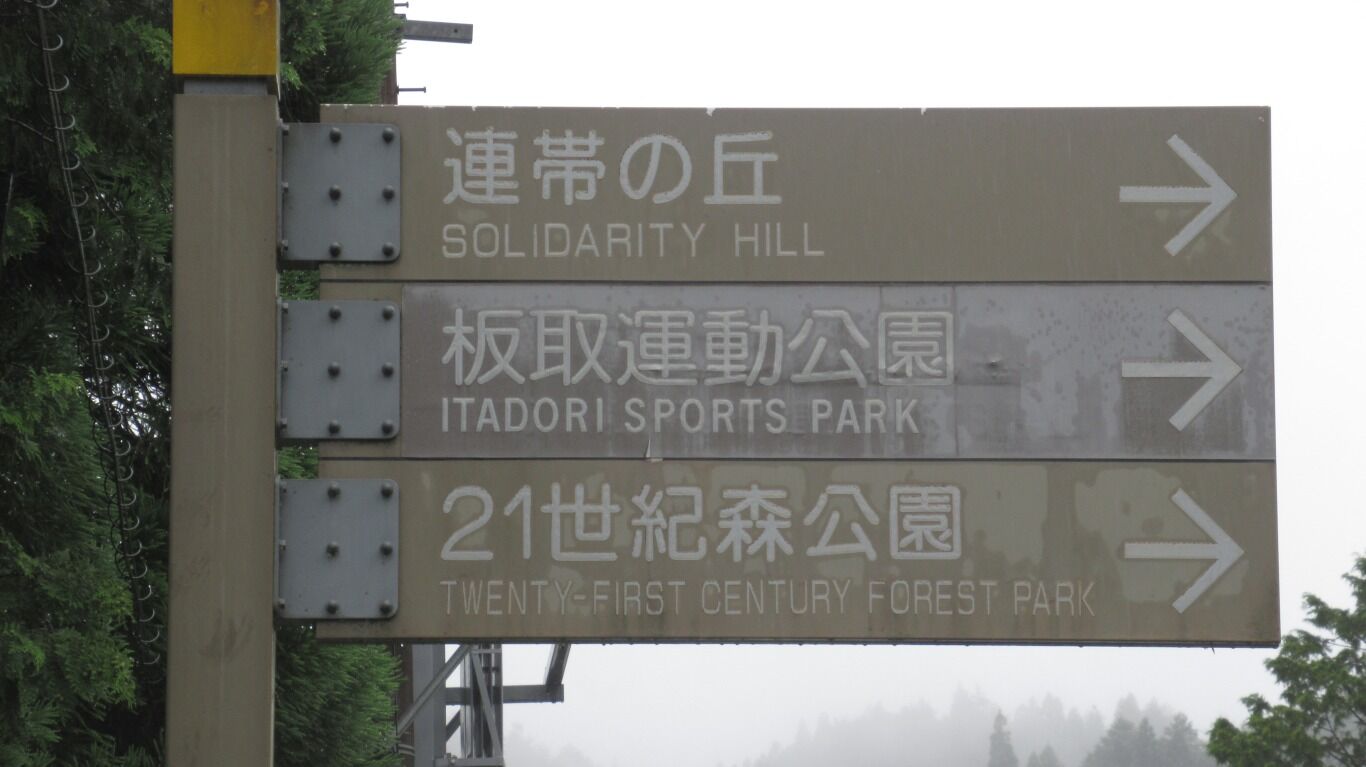 連帯の丘
SOLIDARITY HILL
板取運動公園
ITADORI SPORTS PARK
21世紀森公園
TWENTY-FIRST CENTURY FOREST PARK